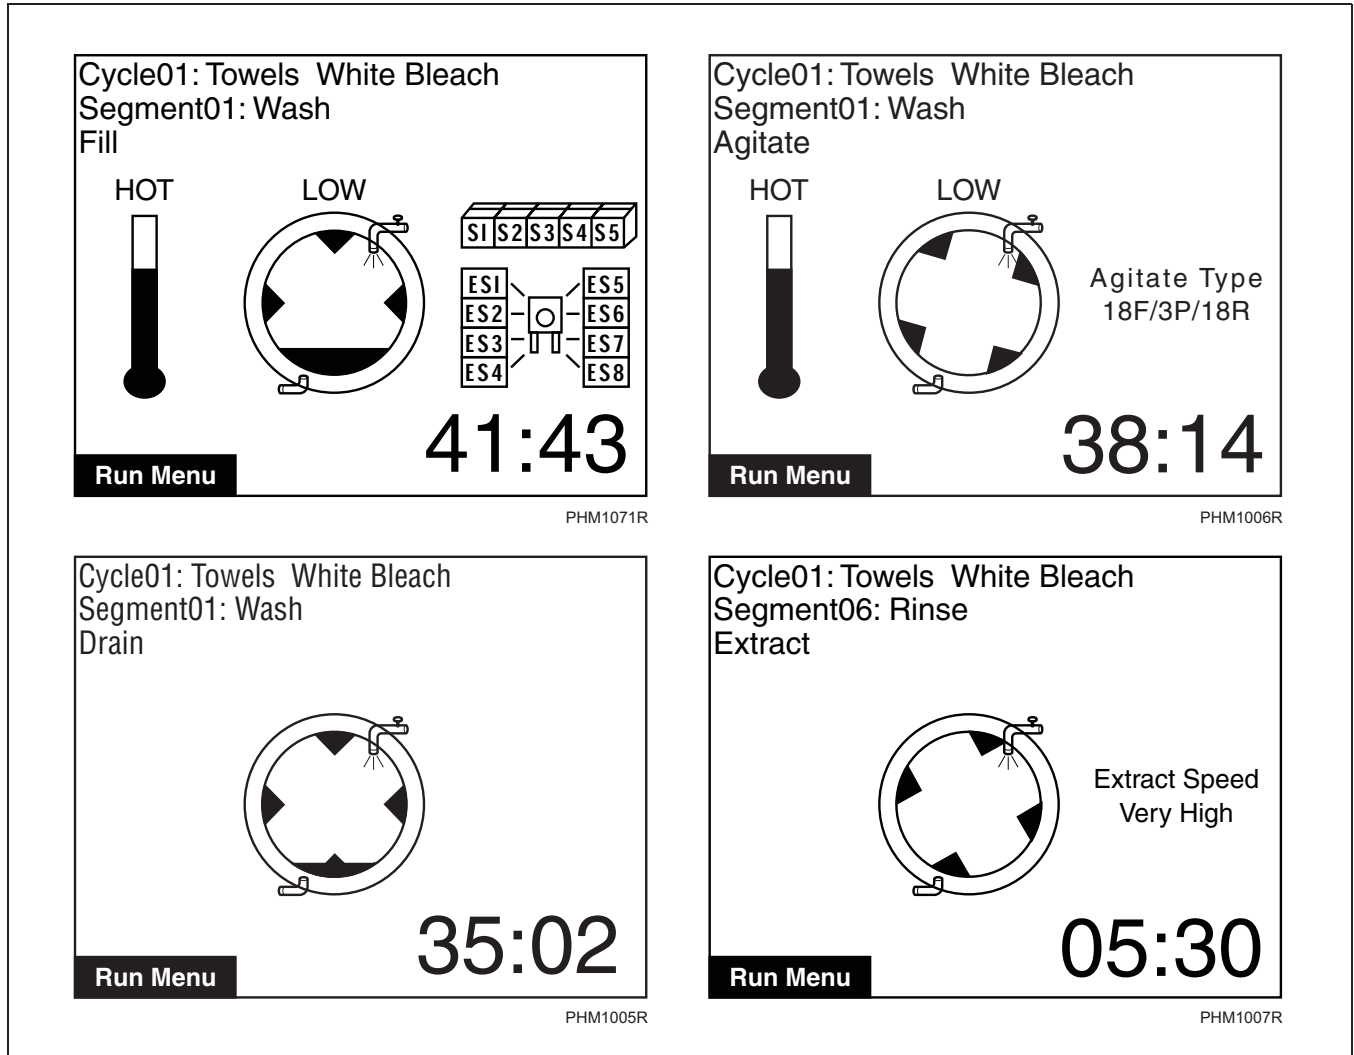 Cycle01: Towels  White Bleach
Segment01: Wash
Fill
HOT
LOW
S1 S2 S3 S4 S5
ES1 ES5
ES2 ES6
ES3 ES7
ES4 ES8
41:43
Run Menu
PHM1071R
Cycle01: Towels  White Bleach
Segment01: Wash
Agitate
HOT
LOW
Agitate Type
18F/3P/18R
38:14
Run Menu
PHM1006R
Cycle01: Towels  White Bleach
Segment01: Wash
Drain
35:02
Run Menu
PHM1005R
Cycle01: Towels  White Bleach
Segment06: Rinse
Extract
Extract Speed
Very High
05:30
Run Menu
PHM1007R